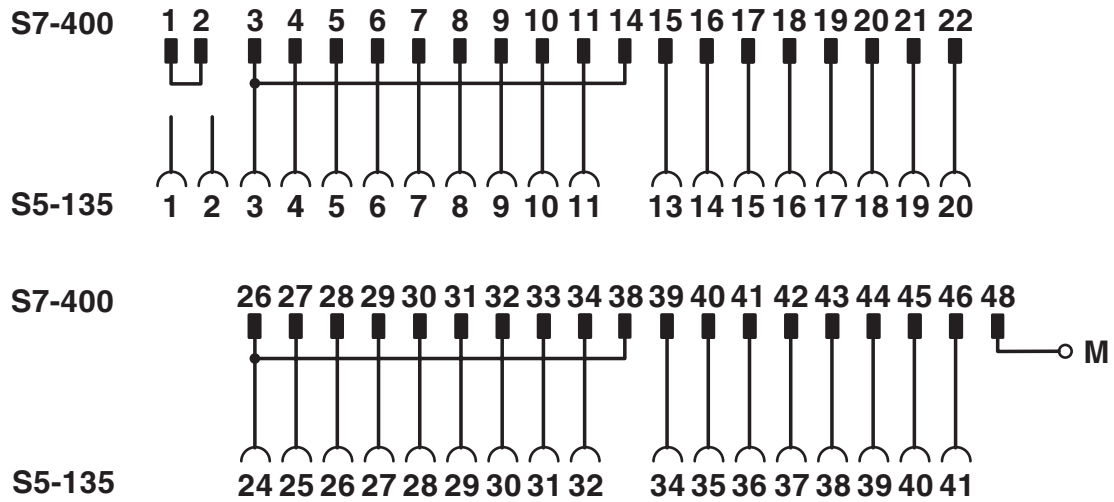 S7-400 1 2 3 4 5 6 7 8 9 10 11 14 15 16 17 18 19 20 21 22
S5-135 1 2 3 4 5 6 7 8 9 10 11 13 14 15 16 17 18 19 20
S7-400 26 27 28 29 30 31 32 33 34 38 39 40 41 42 43 44 45 46 48
M
S5-135 24 25 26 27 28 29 30 31 32 34 35 36 37 38 39 40 41